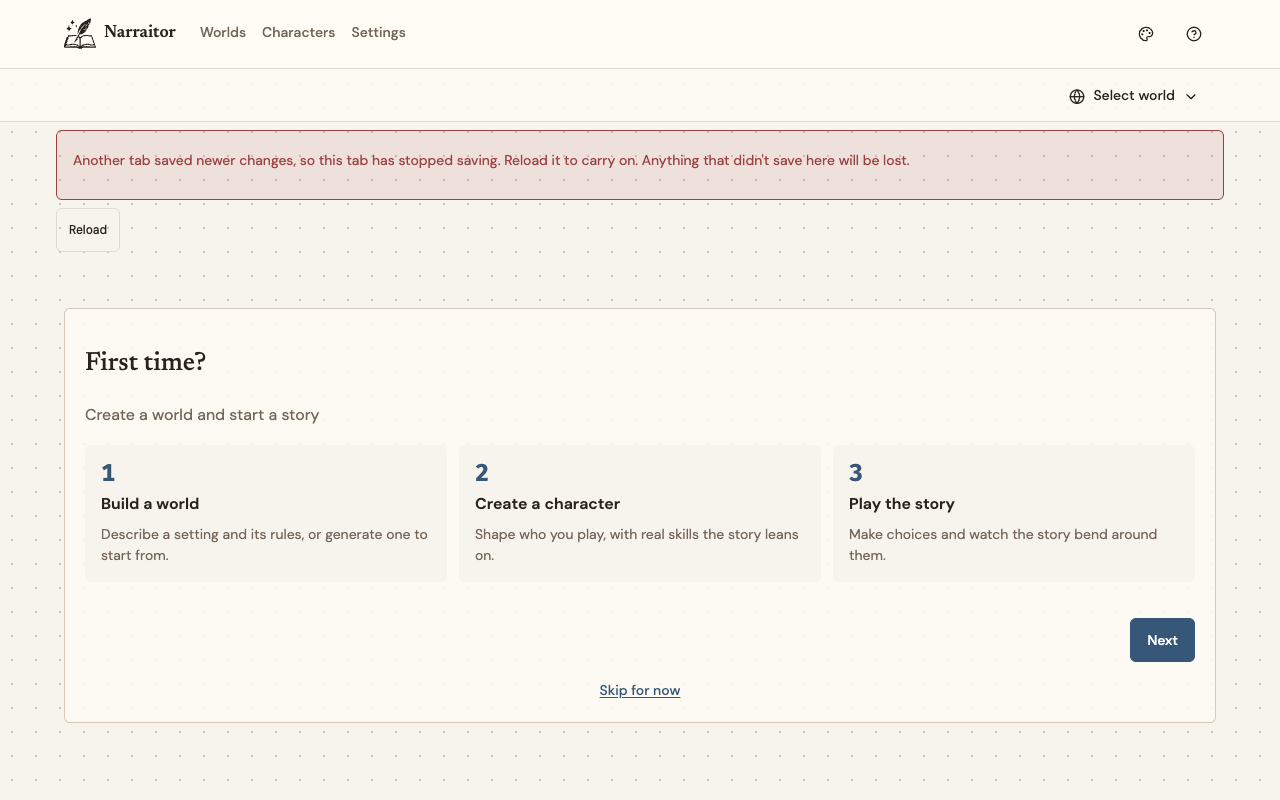 Narraitor
Worlds
Characters
Settings
Select world
Another tab saved newer changes, so this tab has stopped saving. Reload it to carry on. Anything that didn't save here will be lost.
Reload
First time?
Create a world and start a story
1
Build a world
Describe a setting and its rules, or generate one to
start from.
2
Create a character
Shape who you play, with real skills the story leans
on.
3
Play the story
Make choices and watch the story bend around
them.
Next
Skip for now